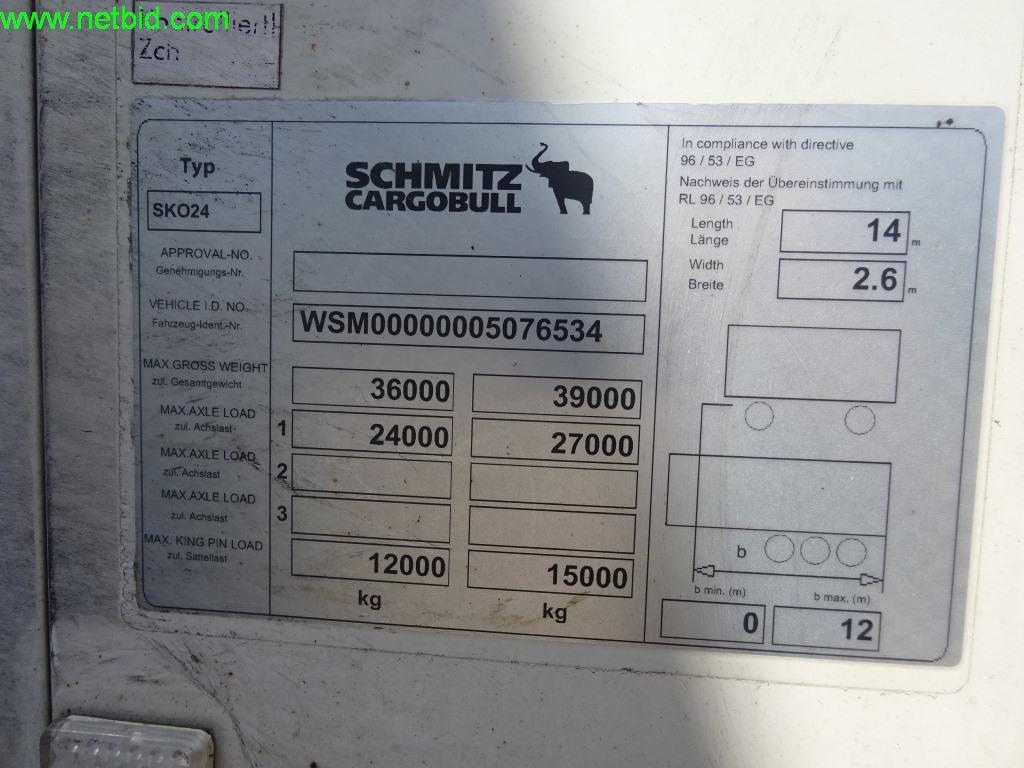 www.netbid.com
Zch
Typ
SKO24
APPROVAL-NO.
Genehmigungs-Nr.
VEHICLE I.D. NO.
Fahrzeug-Ident.-Nr.
MAX.GROSS WEIGHT
zul. Gesamtgewicht
MAX.AXLE LOAD
zul. Achslast
MAX.AXLE LOAD
zul. Achslast
MAX.AXLE LOAD
zul. Achslast
MAX. KING PIN LOAD
zul. Sattellast
SCHMITZ
CARGOBULL
WSM00000005076534
36000 39000
1 24000 27000
2
3
12000 15000
kg kg
In compliance with directive
96 / 53 / EG
Nachweis der Übereinstimmung mit
RL 96 / 53 / EG
Length
Länge
14 m
Width
Breite
2.6 m
b
b min. (m) b max. (m)
0 12